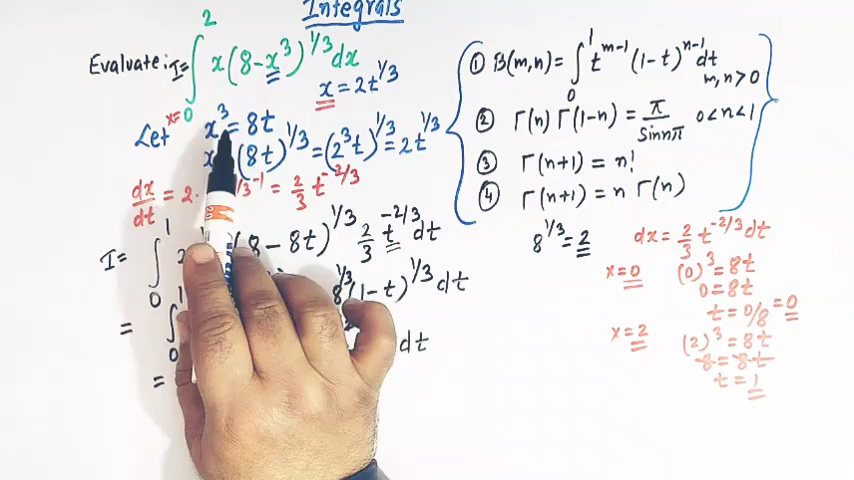 Integrals
Evaluate: I = ∫₀² x(8-x³)^1/3 dx
x=0
x = 2t^1/3
Let x³ = 8t
x (8t)^1/3 = (2³t)^1/3 = 2t^1/3
dx/dt = 2. 1/3-1 = 2/3 t^-2/3
I = ∫₀¹ 2 (8-8t)^1/3 2/3 t^-2/3 dt
= ∫₀¹ 8^1/3 (1-t)^1/3 dt
dt
=
① B(m,n) = ∫₀¹ t^m-1 (1-t)^n-1 dt
m,n>0
② Γ(n) Γ(1-n) = π/sin nπ 0<n<1
③ Γ(n+1) = n!
④ Γ(n+1) = n Γ(n)
8^1/3 = 2
dx = 2/3 t^-2/3 dt
x=0 (0)³ = 8t
0 = 8t
t = 0/8 = 0
x=2 (2)³ = 8t
8 = 8t
t = 1